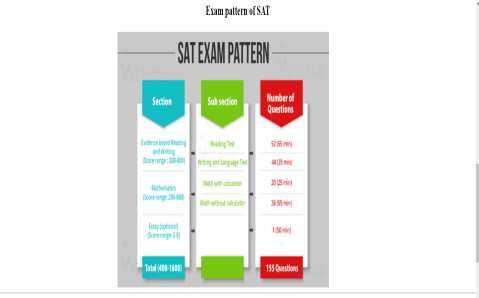 Exam pattern of SAT
SAT EXAM PATTERN
Section
Sub section
Number of
Questions
Evidence based Reading
and Writing
(Score range : 200-800)
Reading Test
52 (65 min)
Writing and Language Test
44 (35 min)
Mathematics
(Score range: 200-800)
Math with calculator
20 (25 min)
Math without calculator
38 (55 min)
Essay (optional)
(Score range: 2-8)
1 (50 min)
Total (400-1600)
155 Questions